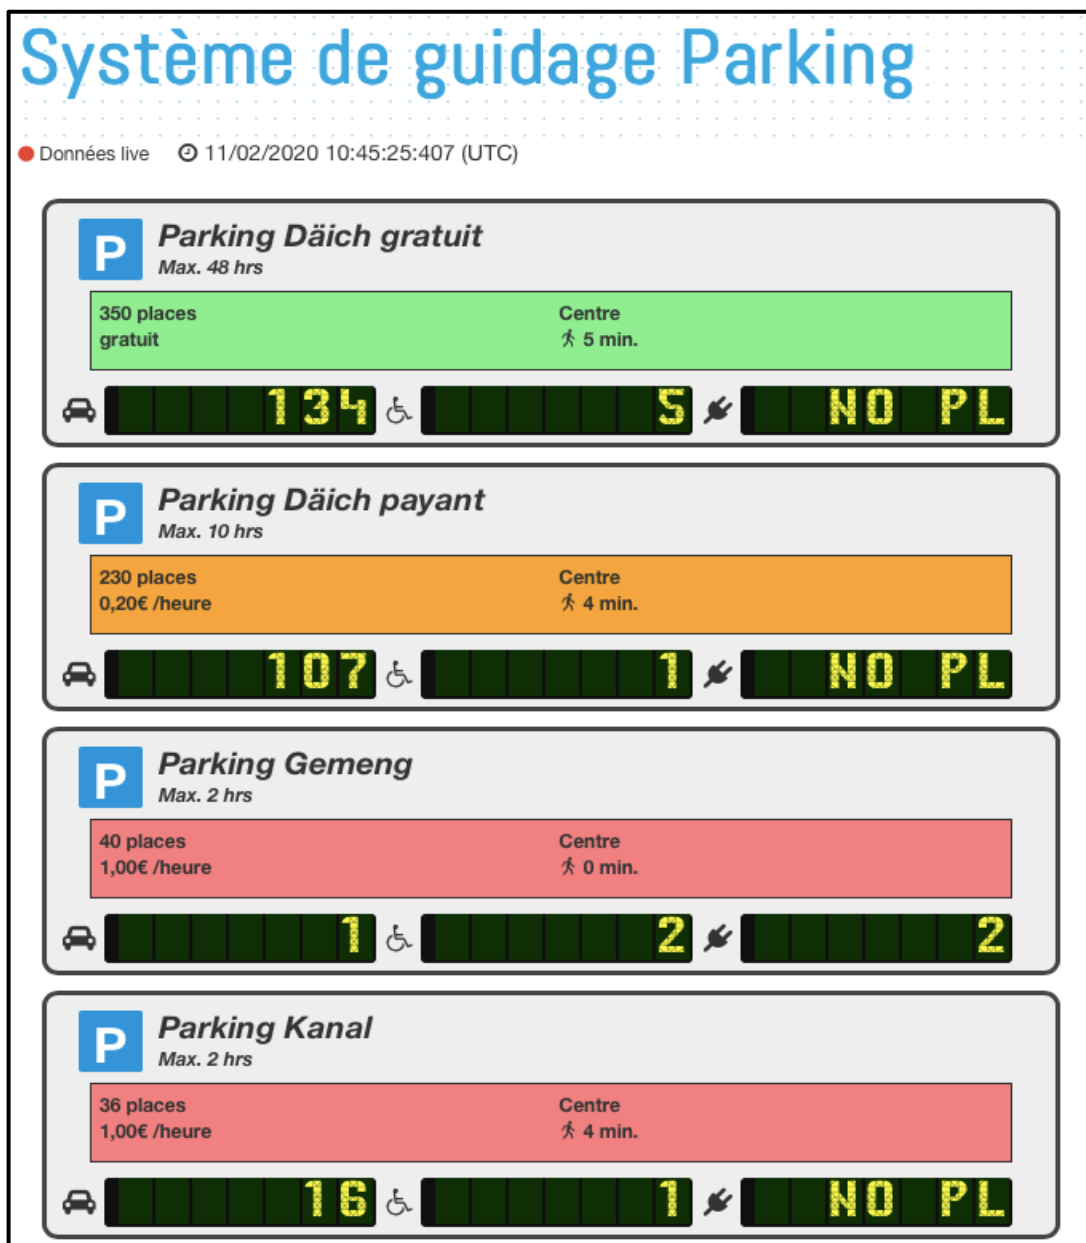 Système de guidage Parking
Données live 11/02/2020 10:45:25:407 (UTC)
P Parking Däich gratuit
Max. 48 hrs
350 places Centre
gratuit 5 min.
134 5 NO PL
P Parking Däich payant
Max. 10 hrs
230 places Centre
0,20€ /heure 4 min.
107 1 NO PL
P Parking Gemeng
Max. 2 hrs
40 places Centre
1,00€ /heure 0 min.
1 2 2
P Parking Kanal
Max. 2 hrs
36 places Centre
1,00€ /heure 4 min.
16 1 NO PL